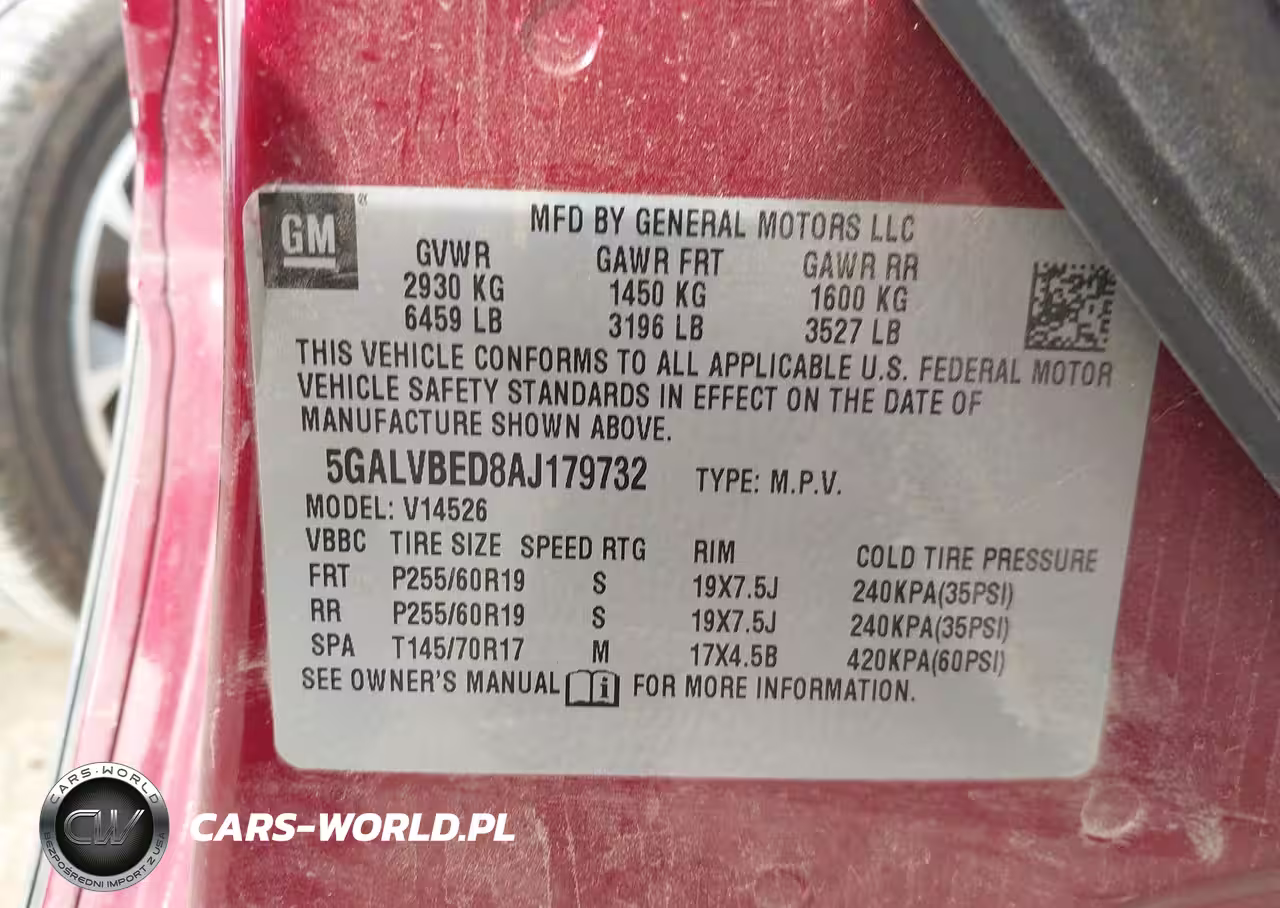 GM
MFD BY GENERAL MOTORS LLC
GVWR GAWR FRT GAWR RR
2930 KG 1450 KG 1600 KG
6459 LB 3196 LB 3527 LB
THIS VEHICLE CONFORMS TO ALL APPLICABLE U.S. FEDERAL MOTOR
VEHICLE SAFETY STANDARDS IN EFFECT ON THE DATE OF
MANUFACTURE SHOWN ABOVE.
5GALVBED8AJ179732 TYPE: M.P.V.
MODEL: V14526
VBBC TIRE SIZE SPEED RTG RIM COLD TIRE PRESSURE
FRT P255/60R19 S 19X7.5J 240KPA(35PSI)
RR P255/60R19 S 19X7.5J 240KPA(35PSI)
SPA T145/70R17 M 17X4.5B 420KPA(60PSI)
SEE OWNER'S MANUAL i FOR MORE INFORMATION.
CARS-WORLD
CW
BEZPOŚREDNI IMPORT Z USA
CARS-WORLD.PL